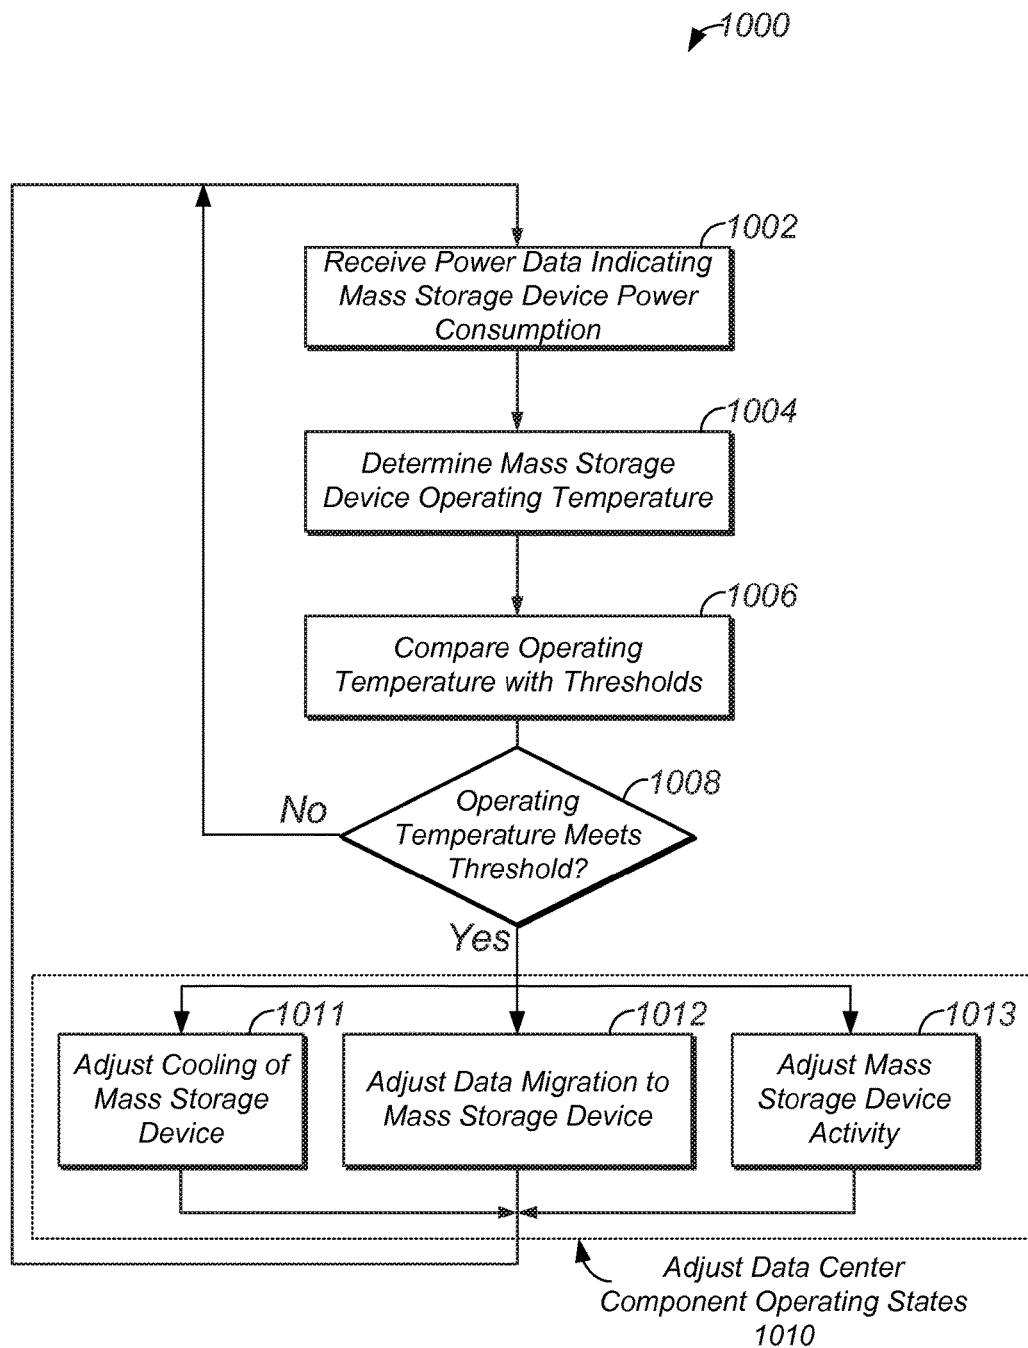 1000
1002
Receive Power Data Indicating
Mass Storage Device Power
Consumption
1004
Determine Mass Storage
Device Operating Temperature
1006
Compare Operating
Temperature with Thresholds
1008
Operating
Temperature Meets
Threshold?
No
Yes
1011
Adjust Cooling of
Mass Storage
Device
1012
Adjust Data Migration to
Mass Storage Device
1013
Adjust Mass
Storage Device
Activity
Adjust Data Center
Component Operating States
1010